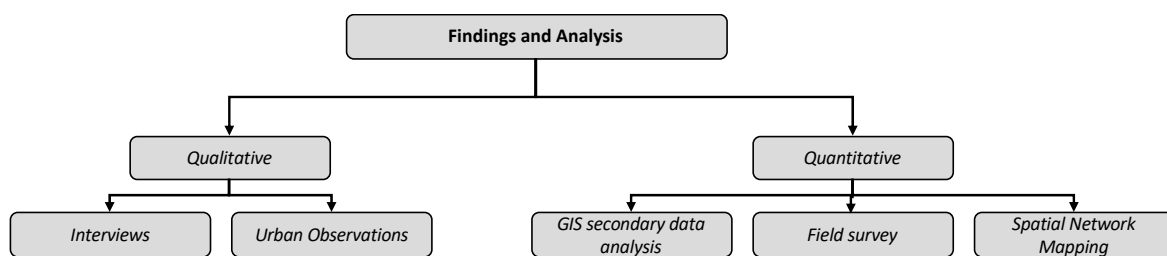 Findings and Analysis
Qualitative
Quantitative
Interviews
Urban Observations
GIS secondary data
analysis
Field survey
Spatial Network
Mapping